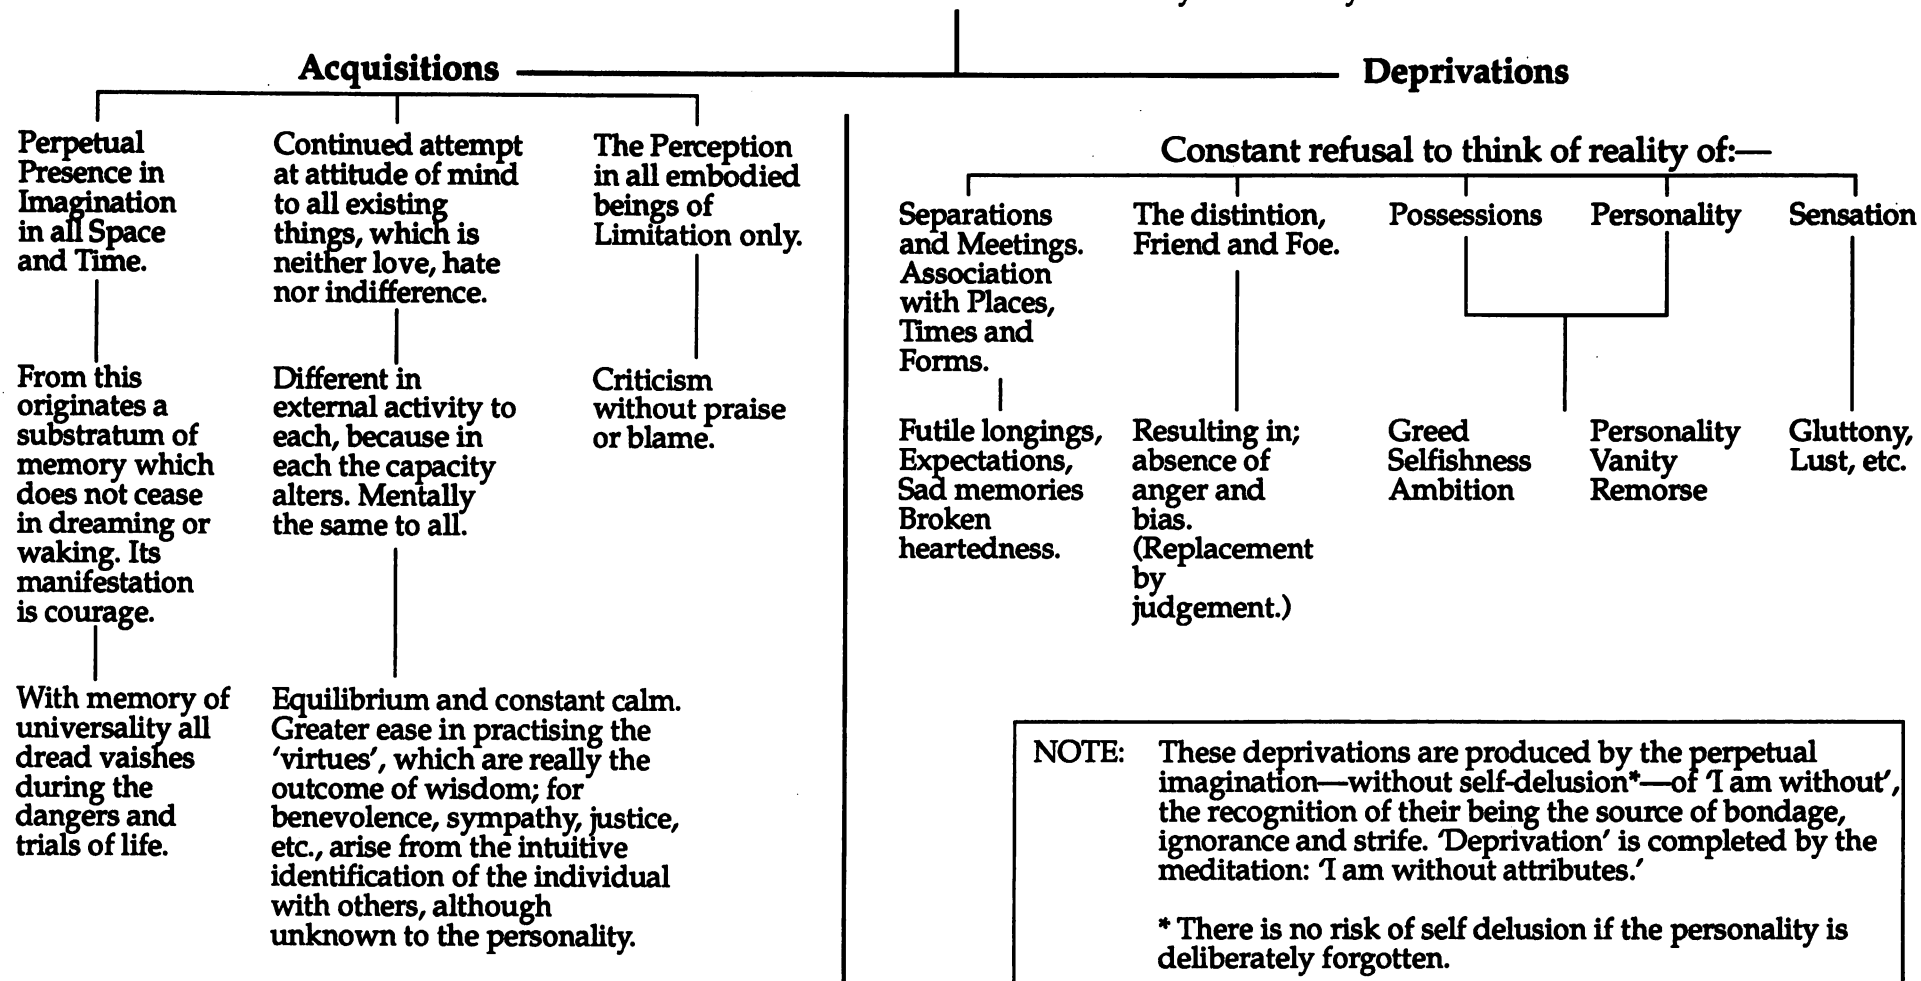 Acquisitions
Deprivations
Perpetual
Presence in
Imagination
in all Space
and Time.
Continued attempt
at attitude of mind
to all existing
things, which is
neither love, hate
nor indifference.
The Perception
in all embodied
beings of
Limitation only.
From this
originates a
substratum of
memory which
does not cease
in dreaming or
waking. Its
manifestation
is courage.
Different in
external activity to
each, because in
each the capacity
alters. Mentally
the same to all.
Criticism
without praise
or blame.
With memory of
universality all
dread vaishes
during the
dangers and
trials of life.
Equilibrium and constant calm.
Greater ease in practising the
'virtues', which are really the
outcome of wisdom; for
benevolence, sympathy, justice,
etc., arise from the intuitive
identification of the individual
with others, although
unknown to the personality.
Constant refusal to think of reality of:—
Separations
and Meetings.
Association
with Places,
Times and
Forms.
The distintion,
Friend and Foe.
Possessions
Personality
Sensation
Futile longings,
Expectations,
Sad memories
Broken
heartedness.
Resulting in;
absence of
anger and
bias.
(Replacement
by
judgement.)
Greed
Selfishness
Ambition
Personality
Vanity
Remorse
Gluttony,
Lust, etc.
NOTE: These deprivations are produced by the perpetual
imagination—without self-delusion*—of 'I am without',
the recognition of their being the source of bondage,
ignorance and strife. 'Deprivation' is completed by the
meditation: 'I am without attributes.'
* There is no risk of self delusion if the personality is
deliberately forgotten.